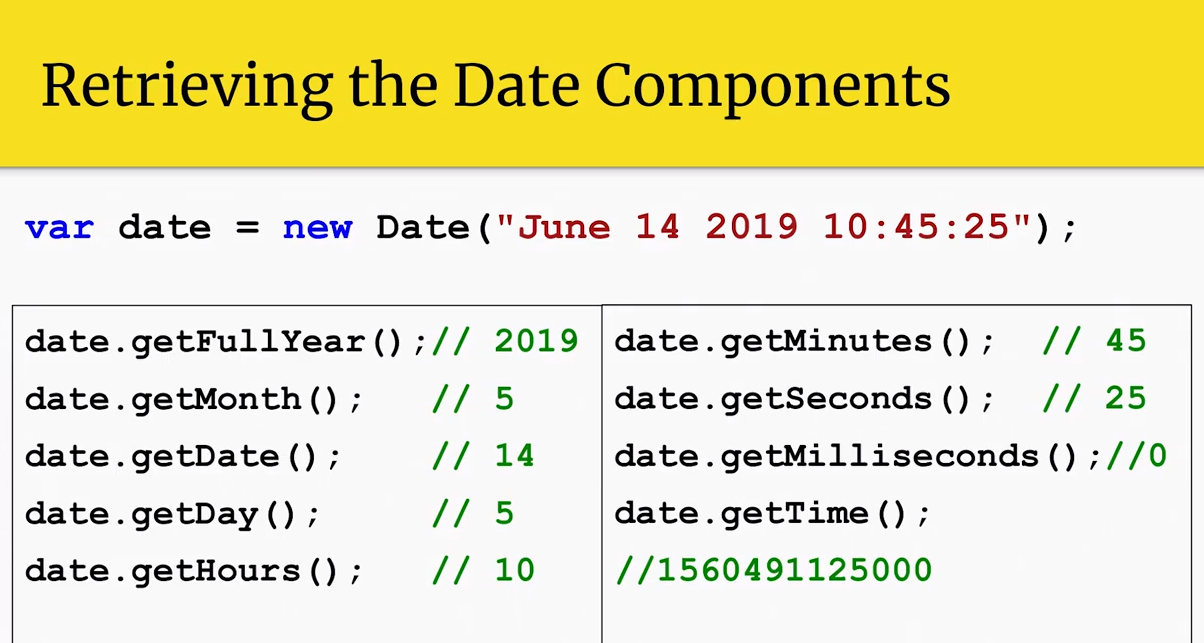 Retrieving the Date Components
var date = new Date("June 14 2019 10:45:25");
date.getFullYear();// 2019
date.getMonth(); // 5
date.getDate(); // 14
date.getDay(); // 5
date.getHours(); // 10
date.getMinutes(); // 45
date.getSeconds(); // 25
date.getMilliseconds();//0
date.getTime();
//1560491125000